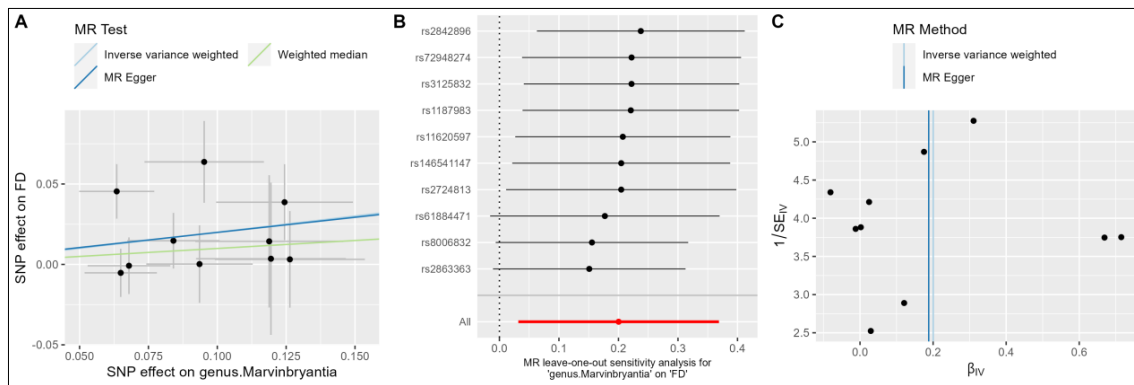 A
MR Test
Inverse variance weighted
Weighted median
MR Egger
SNP effect on FD
0.05
0.00
-0.05
0.050
0.075
0.100
0.125
0.150
SNP effect on genus.Marvinbryantia
B
rs2842896
rs72948274
rs3125832
rs1187983
rs11620597
rs146541147
rs2724813
rs61884471
rs8006832
rs2863363
All
0.0
0.1
0.2
0.3
0.4
MR leave-one-out sensitivity analysis for
'genus.Marvinbryantia' on 'FD'
C
MR Method
Inverse variance weighted
MR Egger
1/SE_IV
5.0
4.5
4.0
3.5
3.0
2.5
0.0
0.2
0.4
0.6
β_IV